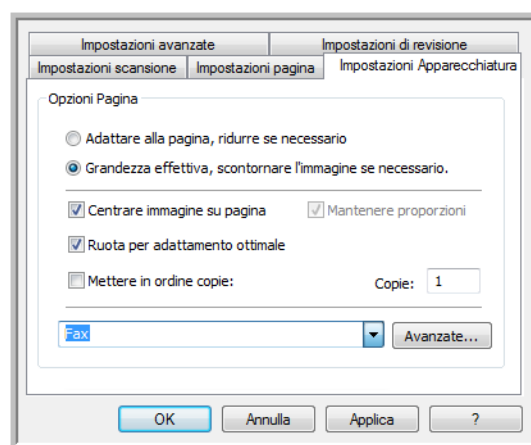 Impostazioni avanzate Impostazioni di revisione
Impostazioni scansione Impostazioni pagina Impostazioni Apparecchiatura
Opzioni Pagina
Adattare alla pagina, ridurre se necessario
Grandezza effettiva, scontornare l'immagine se necessario.
Centrare immagine su pagina Mantenere proporzioni
Ruota per adattamento ottimale
Mettere in ordine copie: Copie: 1
Fax Avanzate...
OK Annulla Applica ?